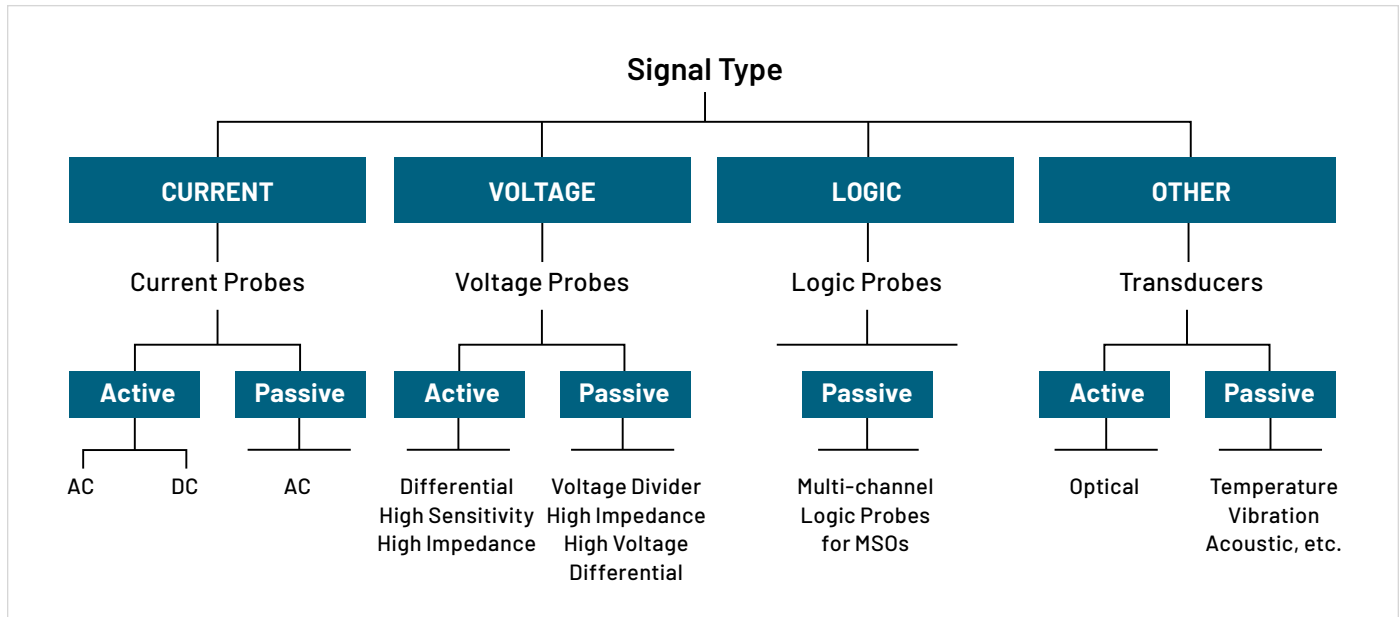 Signal Type
CURRENT
VOLTAGE
LOGIC
OTHER
Current Probes
Voltage Probes
Logic Probes
Transducers
Active
Passive
Active
Passive
Passive
Active
Passive
AC
DC
AC
Differential
High Sensitivity
High Impedance
Voltage Divider
High Impedance
High Voltage
Differential
Multi-channel
Logic Probes
for MSOs
Optical
Temperature
Vibration
Acoustic, etc.